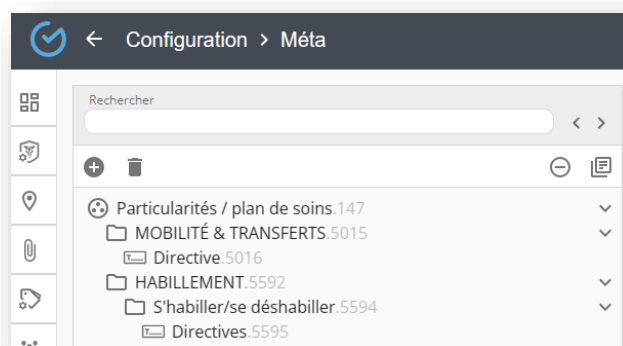 Configuration > Méta
Rechercher
Particularités / plan de soins.147
MOBILITÉ & TRANSFERTS.5015
Directive.5016
HABILLEMENT.5592
S'habiller/se déshabiller.5594
Directives.5595